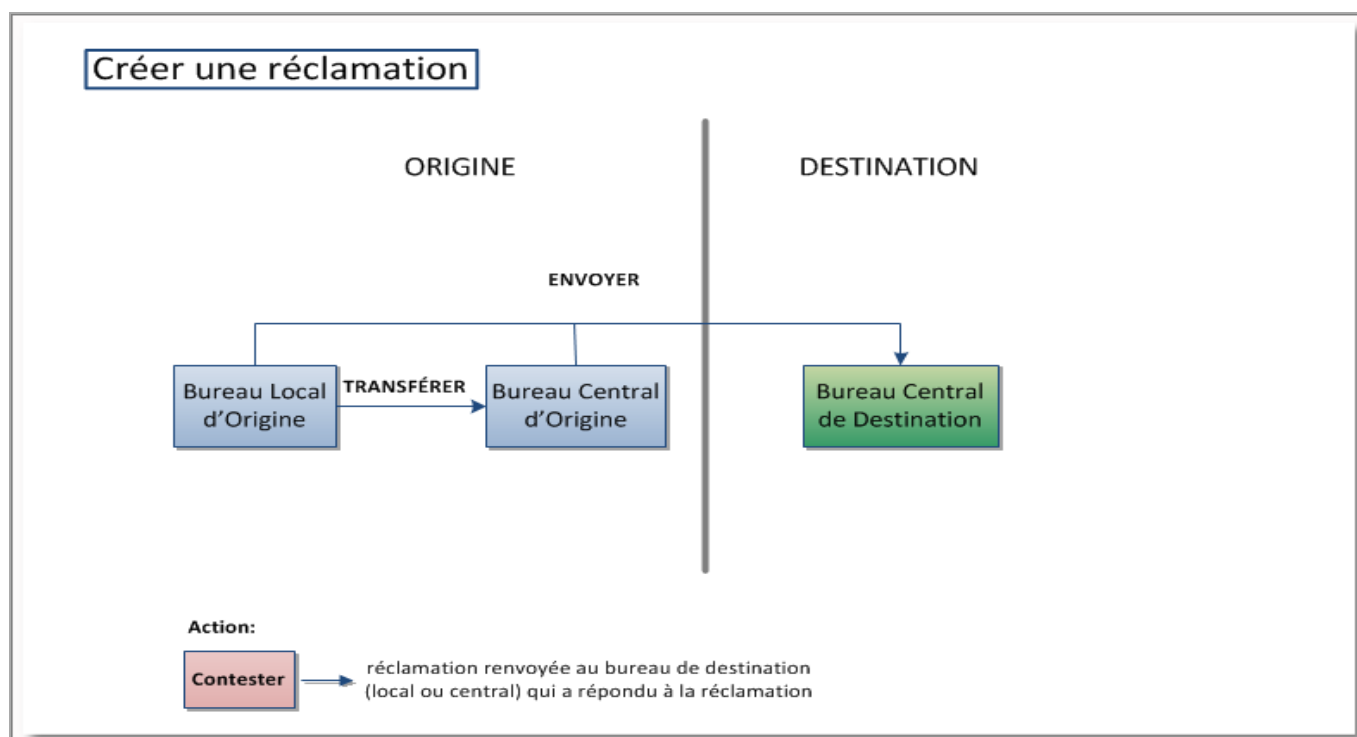 Créer une réclamation
ORIGINE
DESTINATION
ENVOYER
Bureau Local
d’Origine
TRANSFÉRER
Bureau Central
d’Origine
Bureau Central
de Destination
Action:
Contester
réclamation renvoyée au bureau de destination
(local ou central) qui a répondu à la réclamation